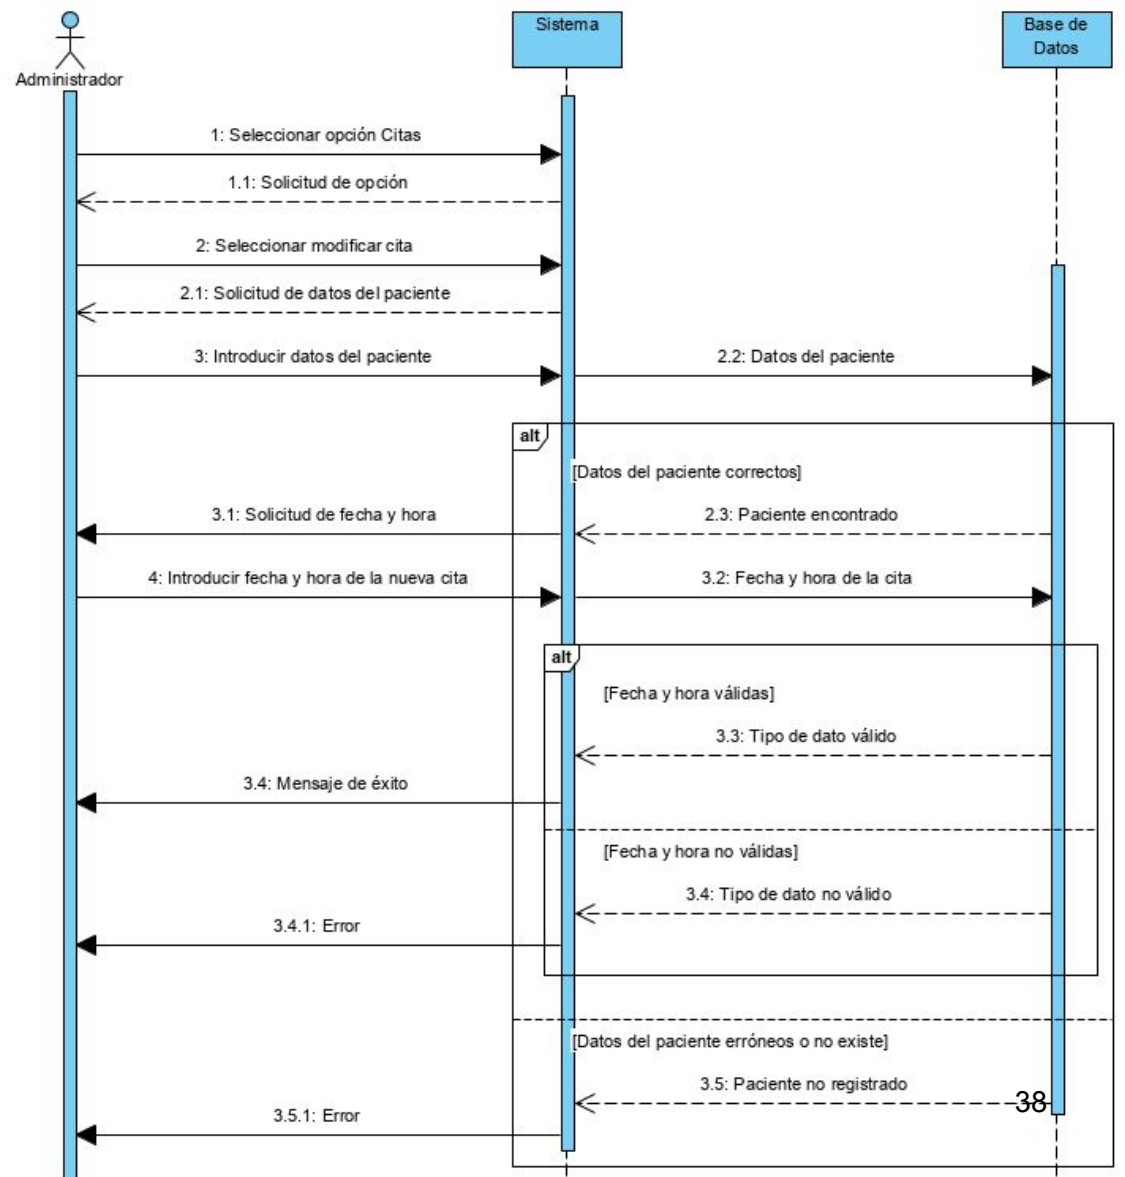 Sistema
Base de
Datos
Administrador
1: Seleccionar opción Citas
1.1: Solicitud de opción
2: Seleccionar modificar cita
2.1: Solicitud de datos del paciente
3: Introducir datos del paciente
2.2: Datos del paciente
alt
[Datos del paciente correctos]
3.1: Solicitud de fecha y hora
2.3: Paciente encontrado
4: Introducir fecha y hora de la nueva cita
3.2: Fecha y hora de la cita
alt
[Fecha y hora válidas]
3.3: Tipo de dato válido
3.4: Mensaje de éxito
[Fecha y hora no válidas]
3.4: Tipo de dato no válido
3.4.1: Error
[Datos del paciente erróneos o no existe]
3.5: Paciente no registrado
38
3.5.1: Error